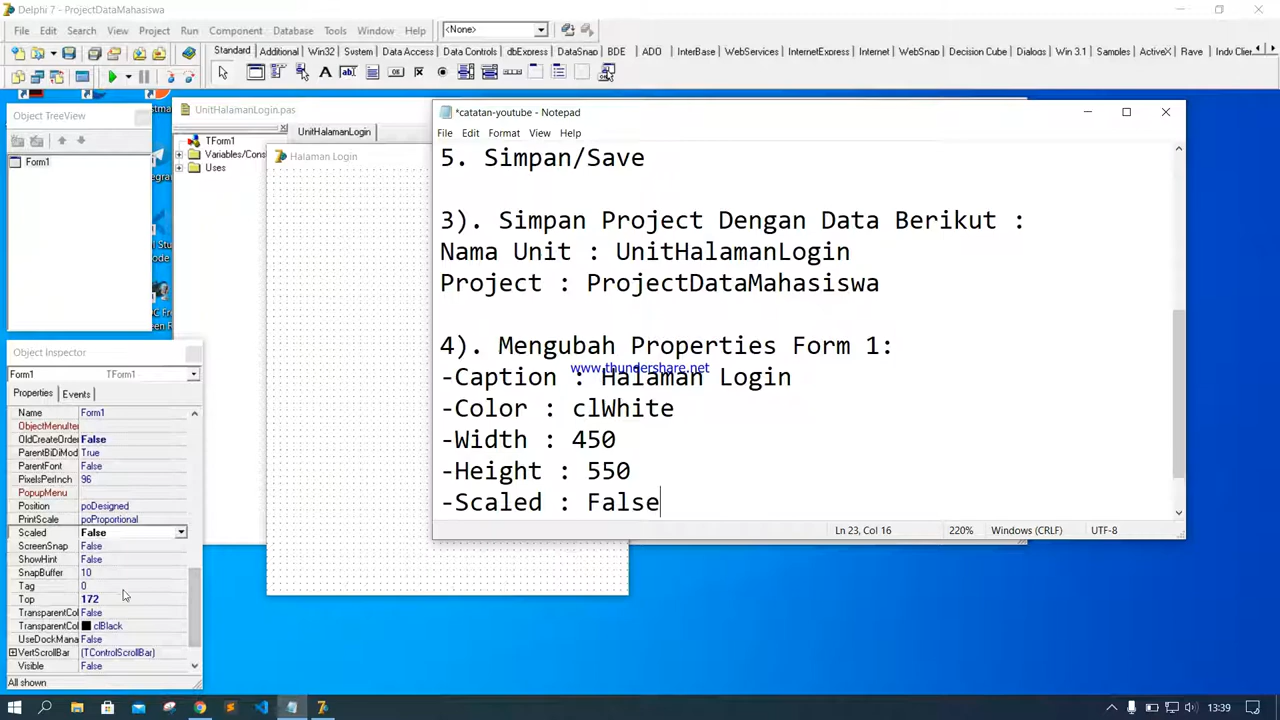 Delphi 7 - ProjectDataMahasiswa
File Edit Search View Project Run Component Database Tools Window Help
<None>
Standard Additional Win32 System Data Access Data Controls dbExpress DataSnap BDE ADO InterBase WebServices InternetExpress Internet WebSnap Decision Cube Dialogs Win 3.1 Samples ActiveX Rave Indy Clien
Object TreeView
Form1
UnitHalamanLogin.pas
UnitHalamanLogin
TForm1
Variables/Cons
Uses
Halaman Login
*catatan-youtube - Notepad
File Edit Format View Help
5. Simpan/Save
3). Simpan Project Dengan Data Berikut :
Nama Unit : UnitHalamanLogin
Project : ProjectDataMahasiswa
4). Mengubah Properties Form 1:
www.thundershare.net
-Caption : Halaman Login
-Color : clWhite
-Width : 450
-Height : 550
-Scaled : False
Ln 23, Col 16 220% Windows (CRLF) UTF-8
Object Inspector
Form1 TForm1
Properties Events
Name Form1
ObjectMenuIter
OldCreateOrder False
ParentBiDiMod True
ParentFont False
PixelsPerInch 96
PopupMenu
Position poDesigned
PrintScale poProportional
Scaled False
ScreenSnap False
ShowHint False
SnapBuffer 10
Tag 0
Top 172
TransparentCol False
TransparentCol clBlack
UseDockMana False
VertScrollBar (TControlScrollBar)
Visible False
All shown
13:39